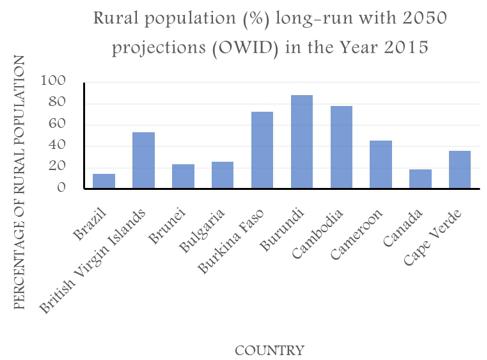 Rural population (%) long-run with 2050
projections (OWID) in the Year 2015
PERCENTAGE OF RURAL POPULATION
100
80
60
40
20
0
Brazil
British Virgin Islands
Brunei
Bulgaria
Burkina Faso
Burundi
Cambodia
Cameroon
Canada
Cape Verde
COUNTRY